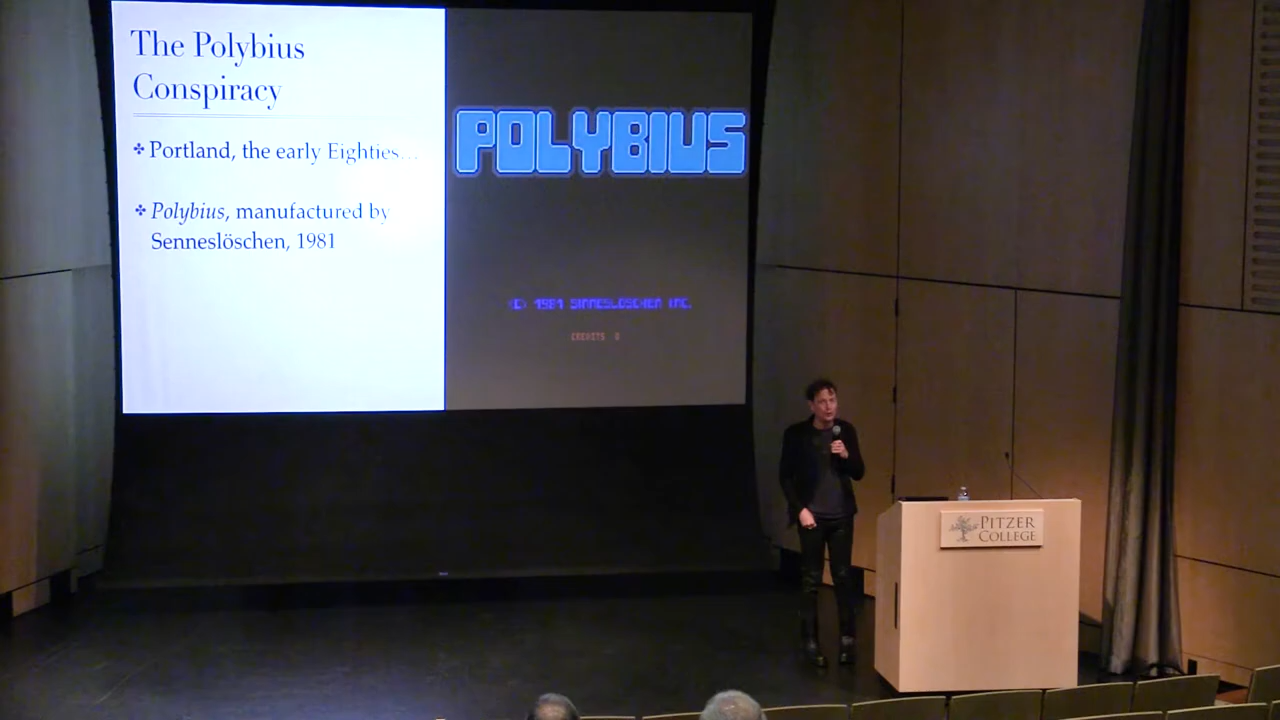 The Polybius
Conspiracy
Portland, the early Eighties...
Polybius, manufactured by
Senneslöschen, 1981
POLYBIUS
(C) 1981 SINNESLOSCHEN INC.
CREDITS 0
PITZER
COLLEGE